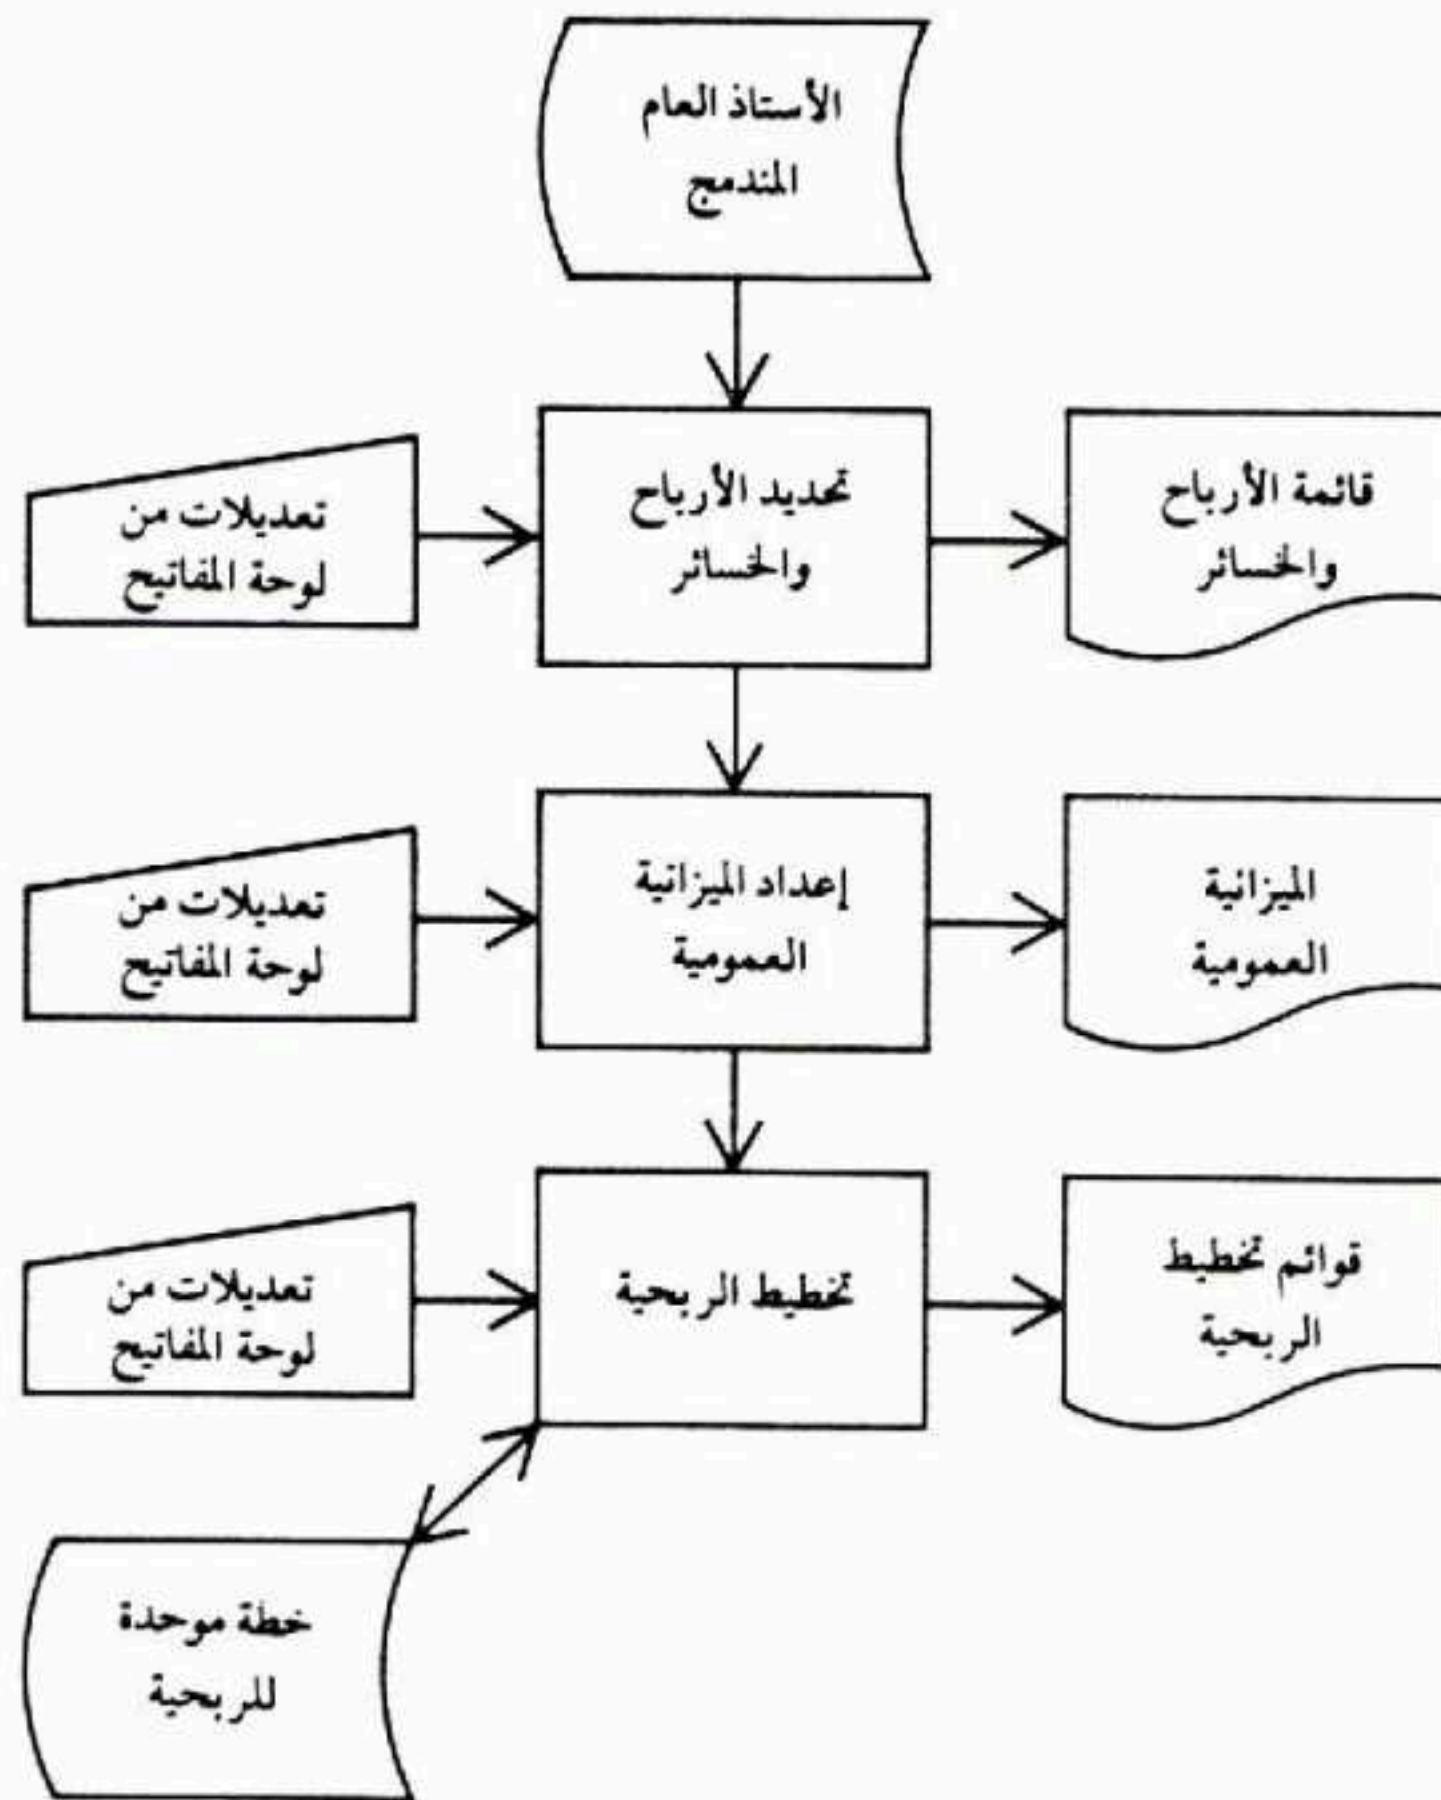 الأستاذ العام
المندمج
تحديد الأرباح
والخسائر
قائمة الأرباح
والخسائر
تعديلات من
لوحة المفاتيح
إعداد الميزانية
العمومية
الميزانية
العمومية
تعديلات من
لوحة المفاتيح
تخطيط الربحية
قوائم تخطيط
الربحية
تعديلات من
لوحة المفاتيح
خطة موحدة
للربحية